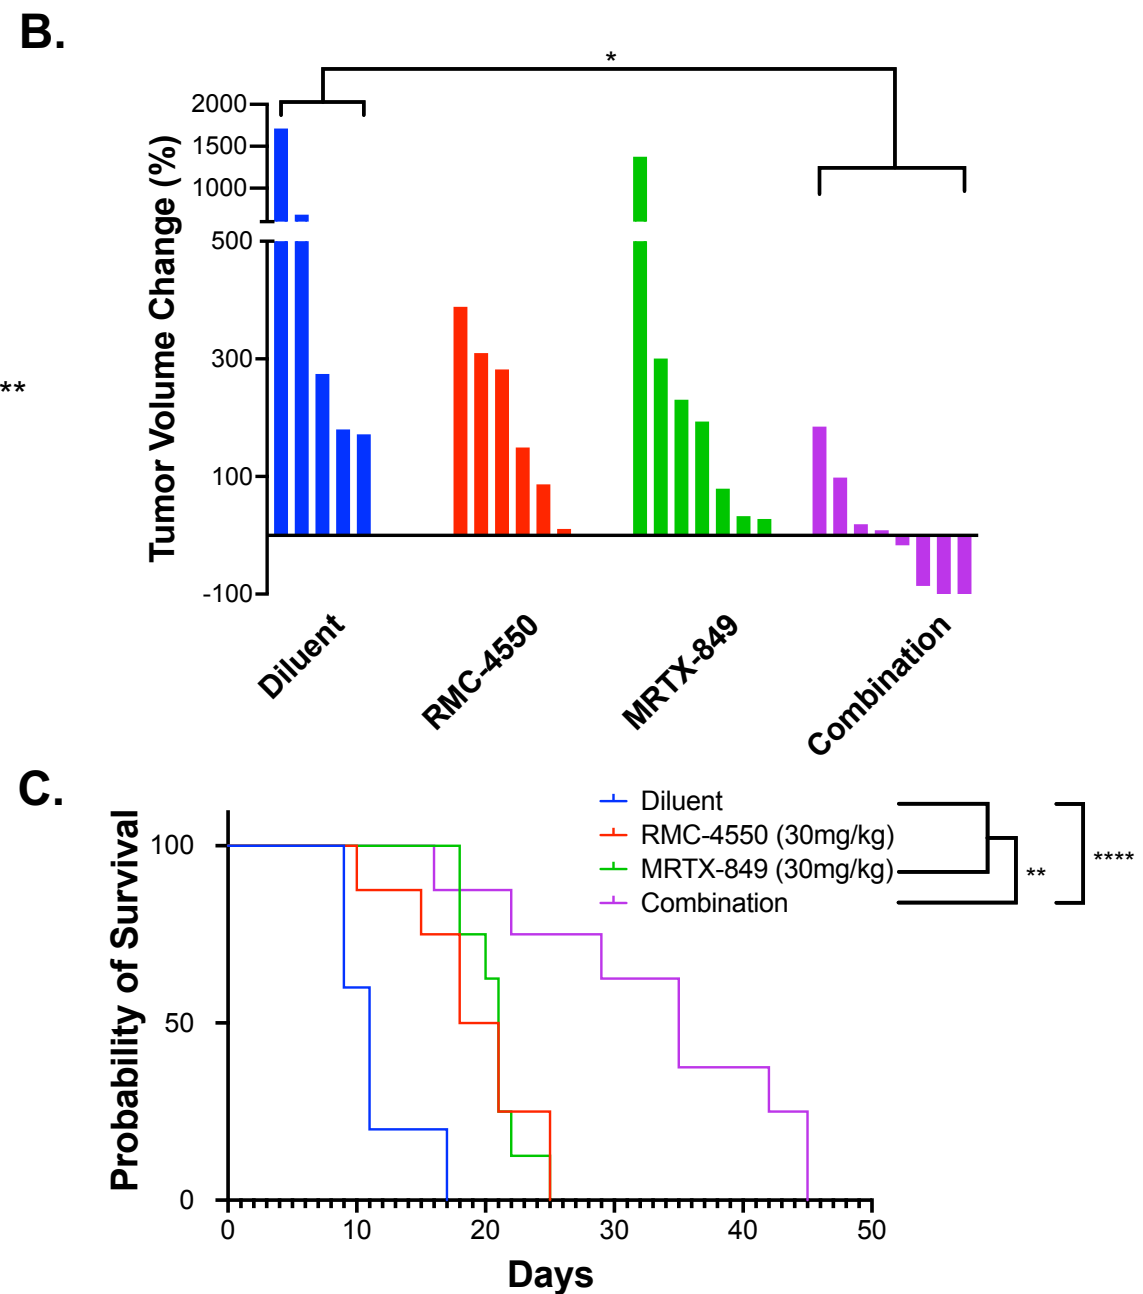 B.
*
2000
1500
1000
500
300
100
-100
Tumor Volume Change (%)
**
Diluent
RMC-4550
MRTX-849
Combination
C.
Diluent
RMC-4550 (30mg/kg)
MRTX-849 (30mg/kg)
Combination
**
****
100
50
0
Probability of Survival
0 10 20 30 40 50
Days